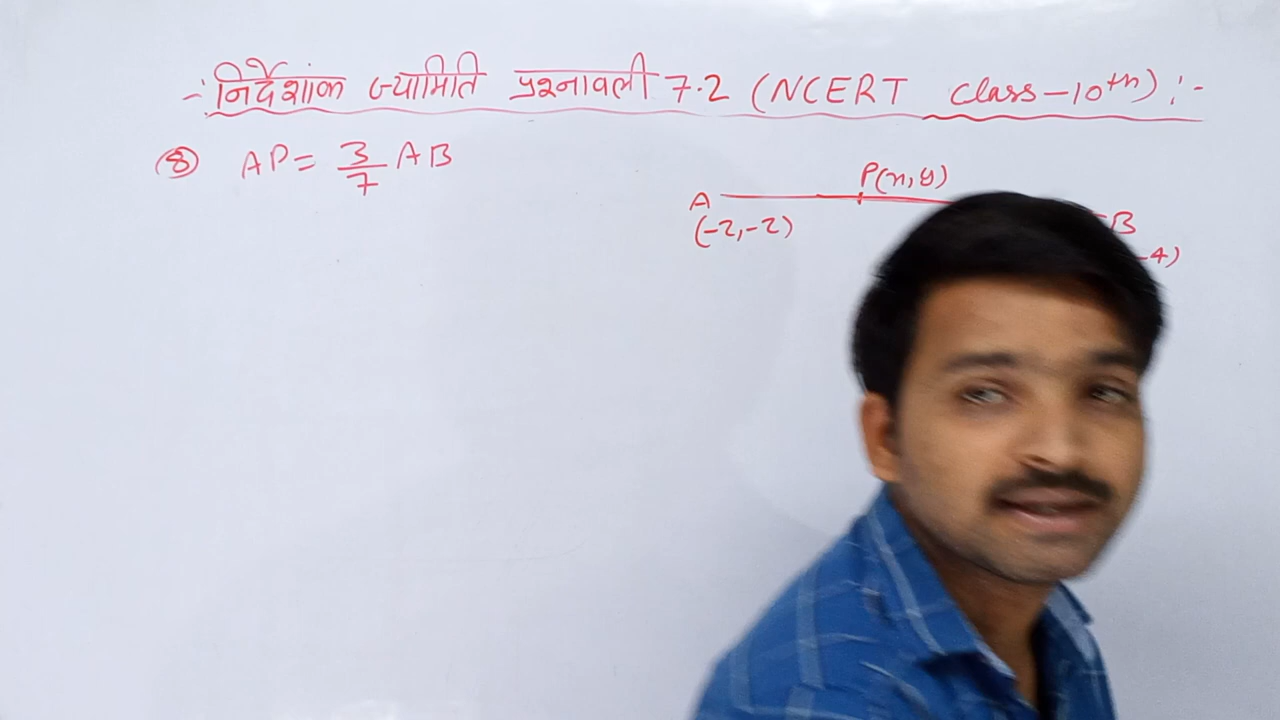 :- निर्देशांक ज्यामिति प्रश्नावली 7.2 (NCERT class-10th) :-
(8) AP = 3/7 AB
P(x,y)
A B
(-2,-2) -4)